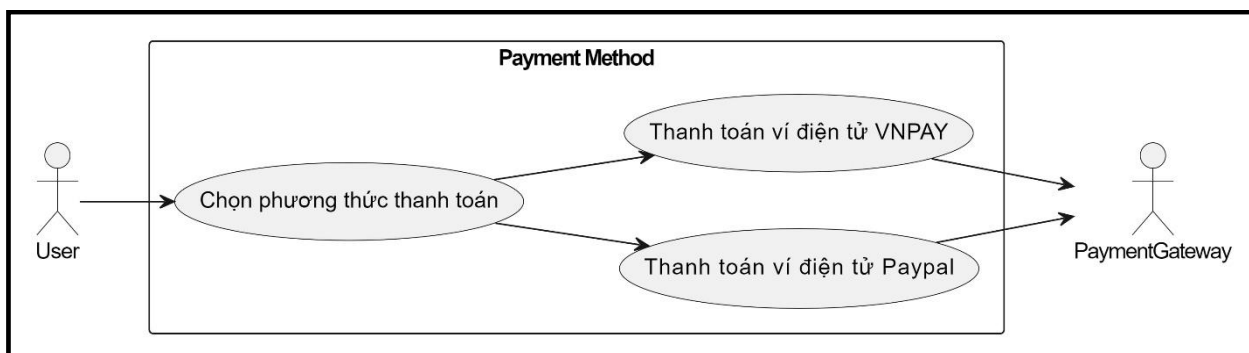 Payment Method
Thanh toán ví điện tử VNPAY
Chọn phương thức thanh toán
User
PaymentGateway
Thanh toán ví điện tử Paypal